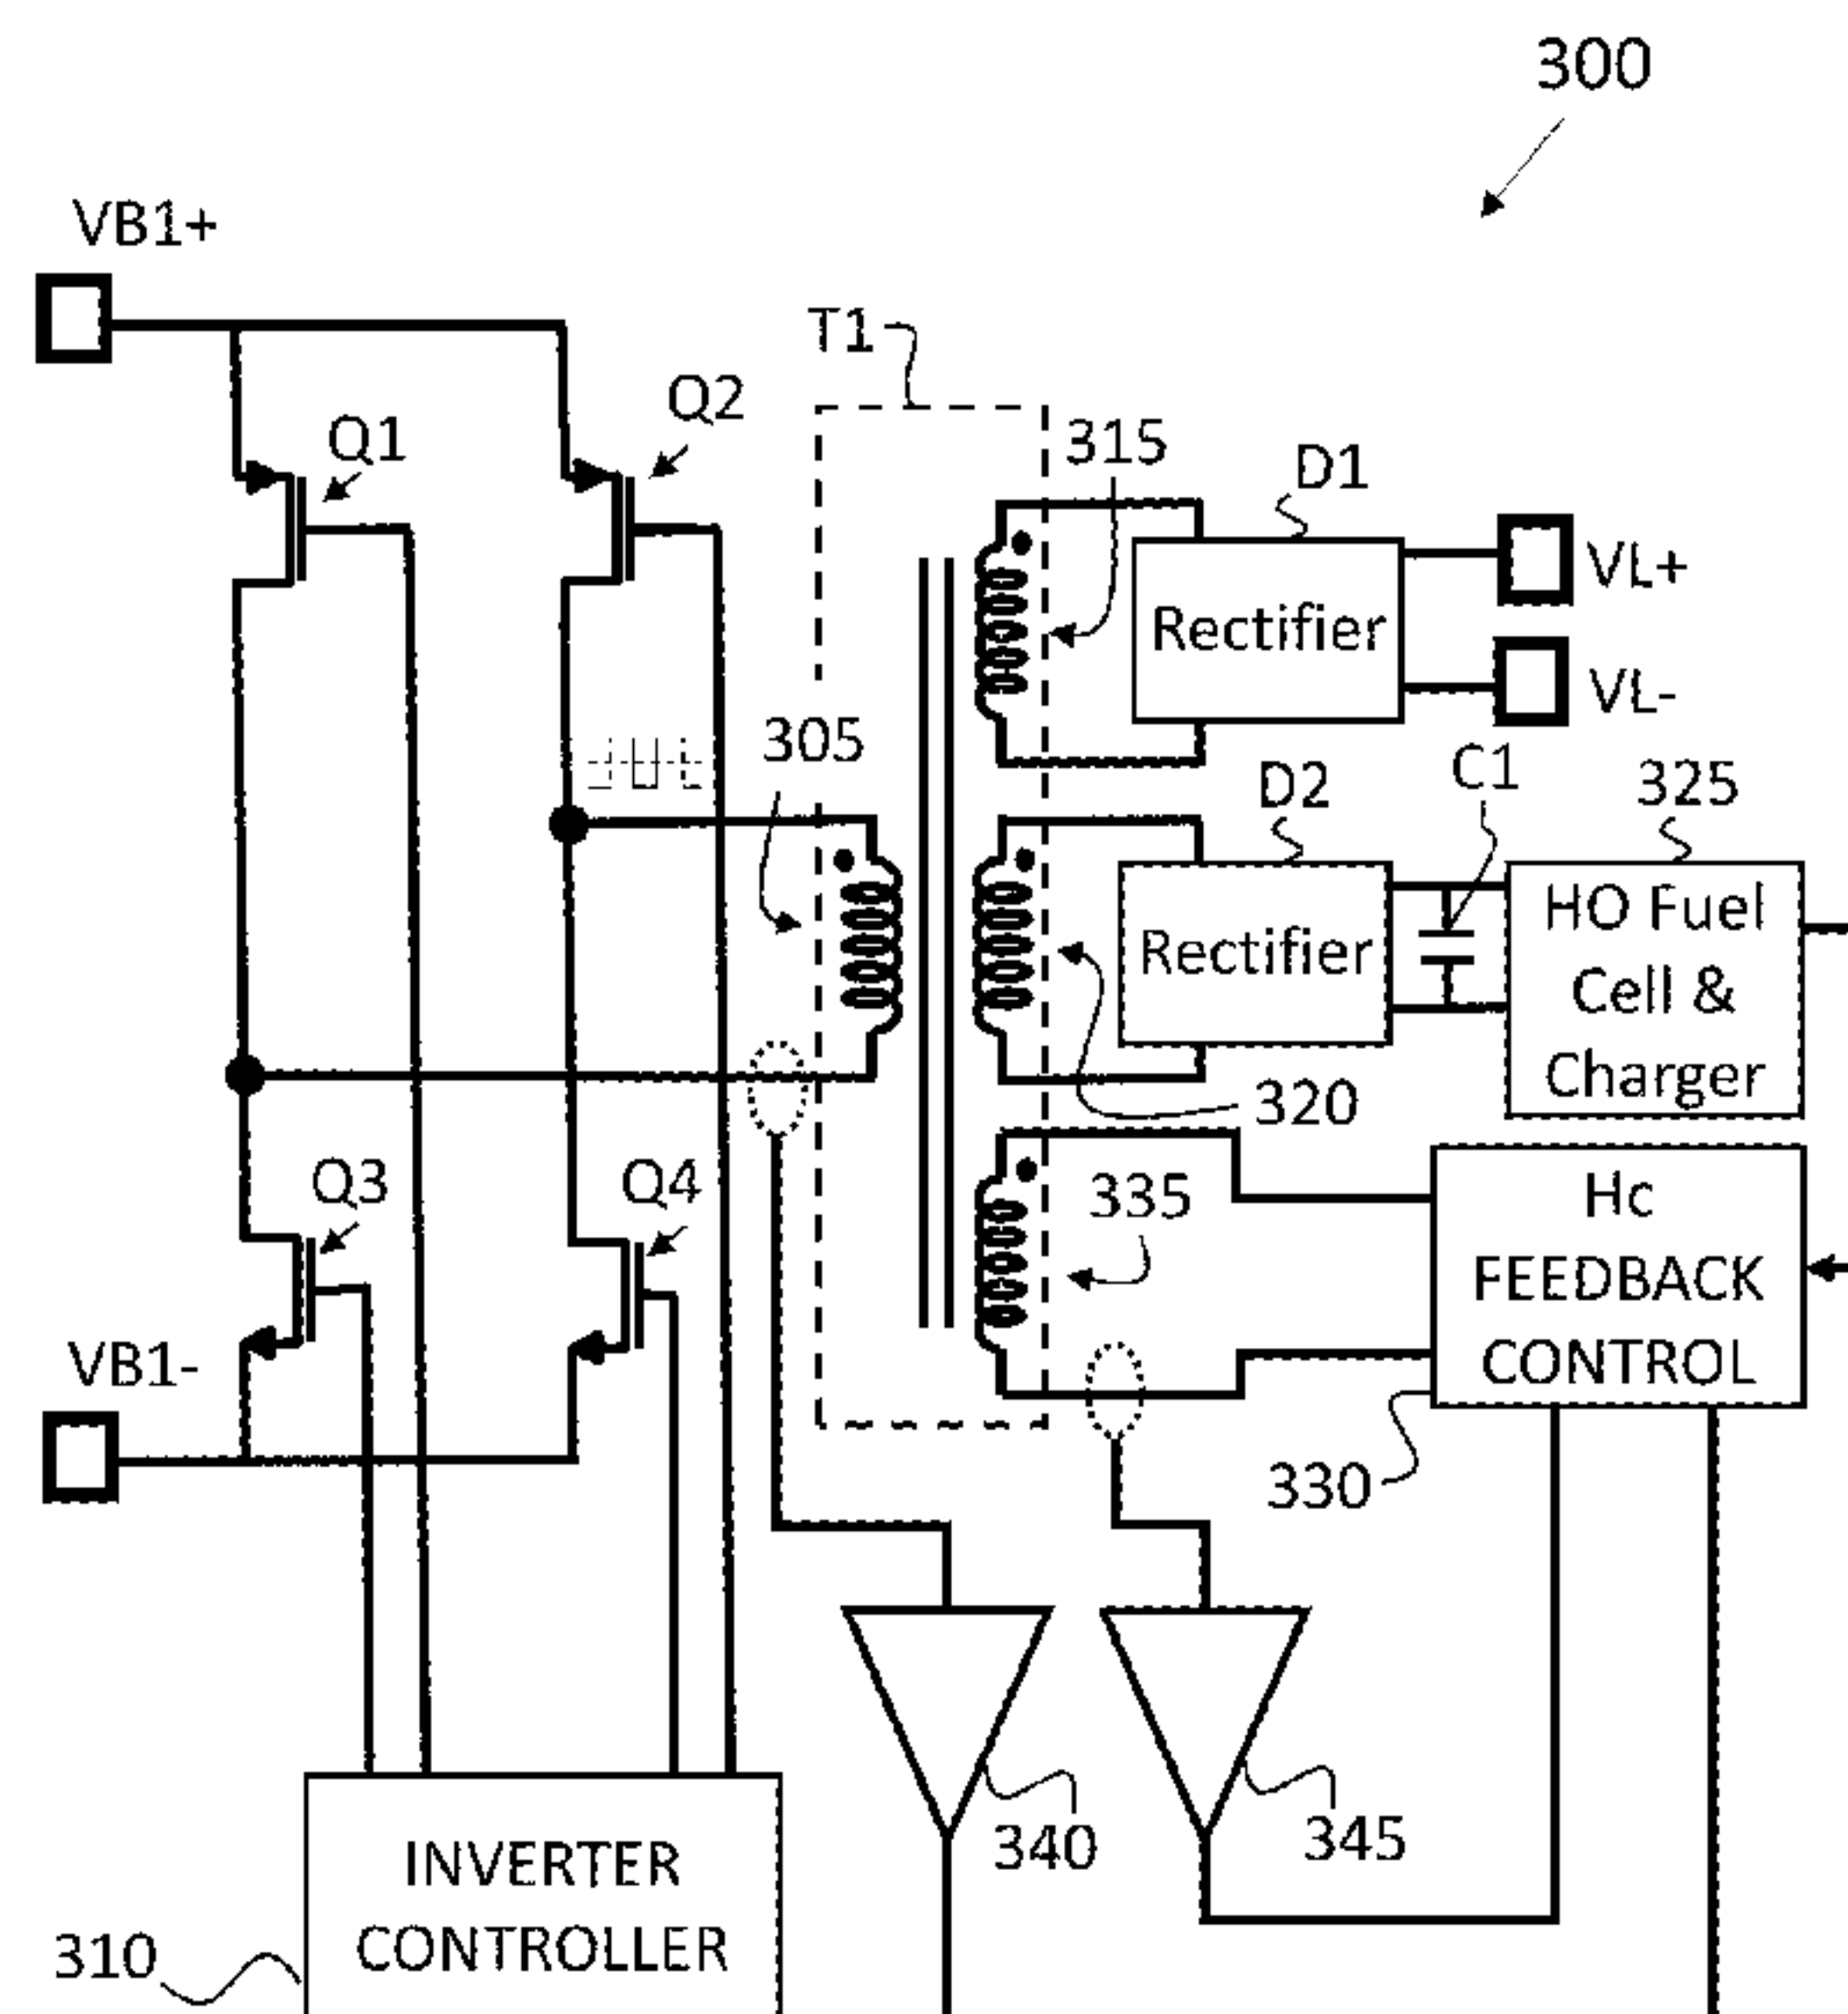 300
VB1+
T1
Q2
Q1
315
D1
VL+
Rectifier
VL-
305
C1
D2
325
HO Fuel
Cell &
Charger
Rectifier
320
Q3
Q4
335
Hc
FEEDBACK
CONTROL
VB1-
330
340
345
INVERTER
CONTROLLER
310